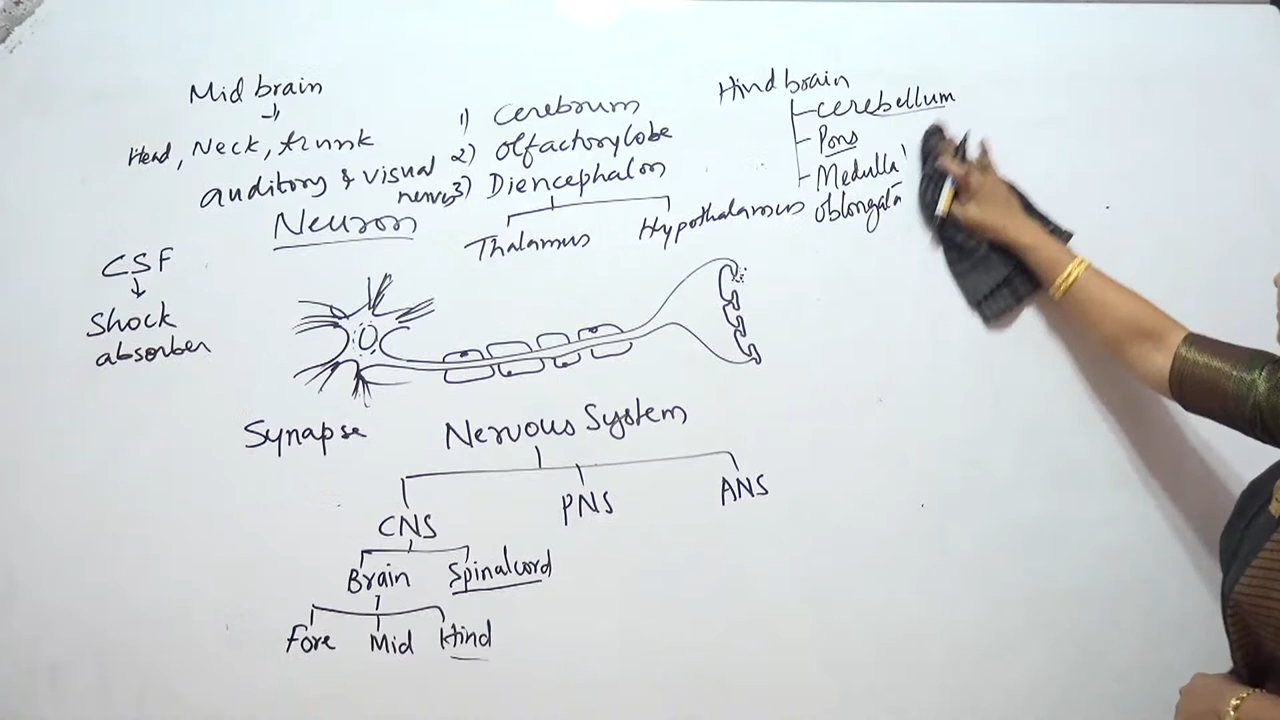 Mid brain
Head, Neck, trunk
auditory & visual
nerves
1) Cerebrum
2) Olfactory lobe
3) Diencephalon
Thalamus
Hypothalamus
Hind brain
Cerebellum
Pons
Medulla
oblongata
Neuron
CSF
Shock
absorber
Synapse
Nervous System
CNS
PNS
ANS
Brain
Spinalcord
Fore
Mid
Hind